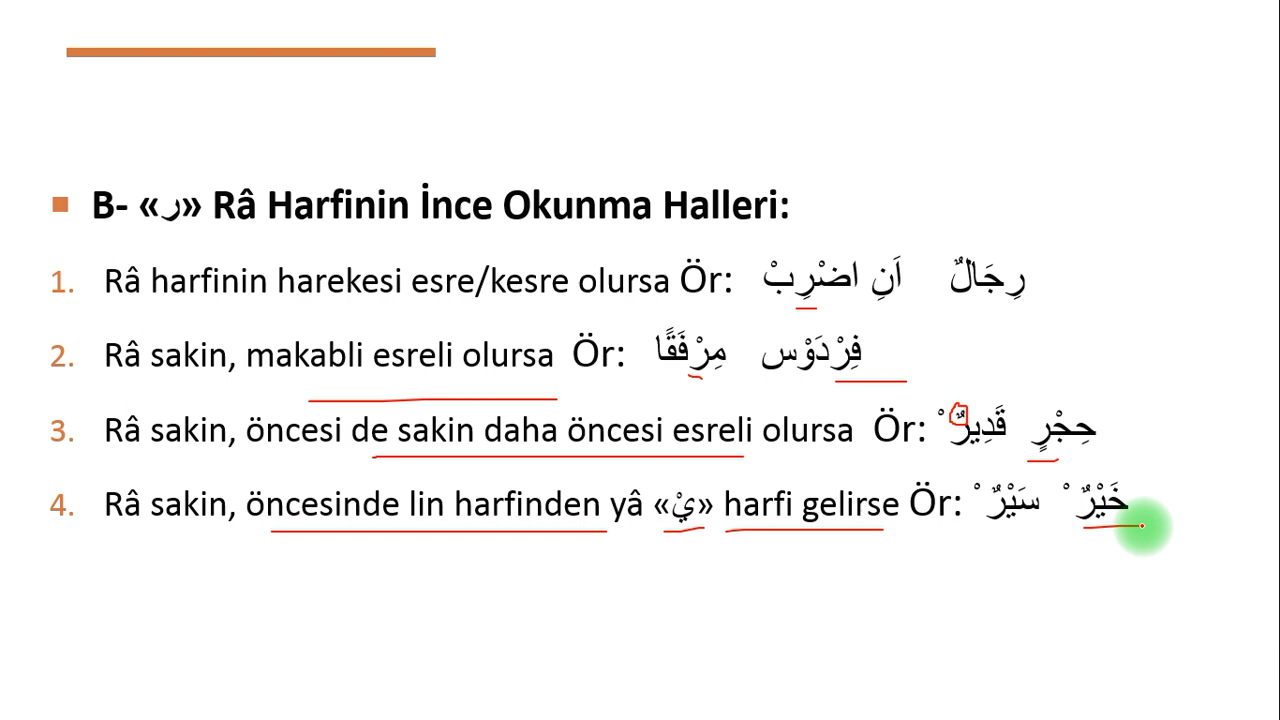 B- «ر» Râ Harfinin İnce Okunma Halleri:
1. Râ harfinin harekesi esre/kesre olursa Ör: رِجَالٌ اَنِ اضْرِبْ
2. Râ sakin, makabli esreli olursa Ör: فِرْدَوْس مِرْفَقًا
3. Râ sakin, öncesi de sakin daha öncesi esreli olursa Ör: حِجْرٍ قَدِيرٌ ْ
4. Râ sakin, öncesinde lin harfinden yâ «يْ» harfi gelirse Ör: خَيْرٌ ْ سَيْرٌ ْ